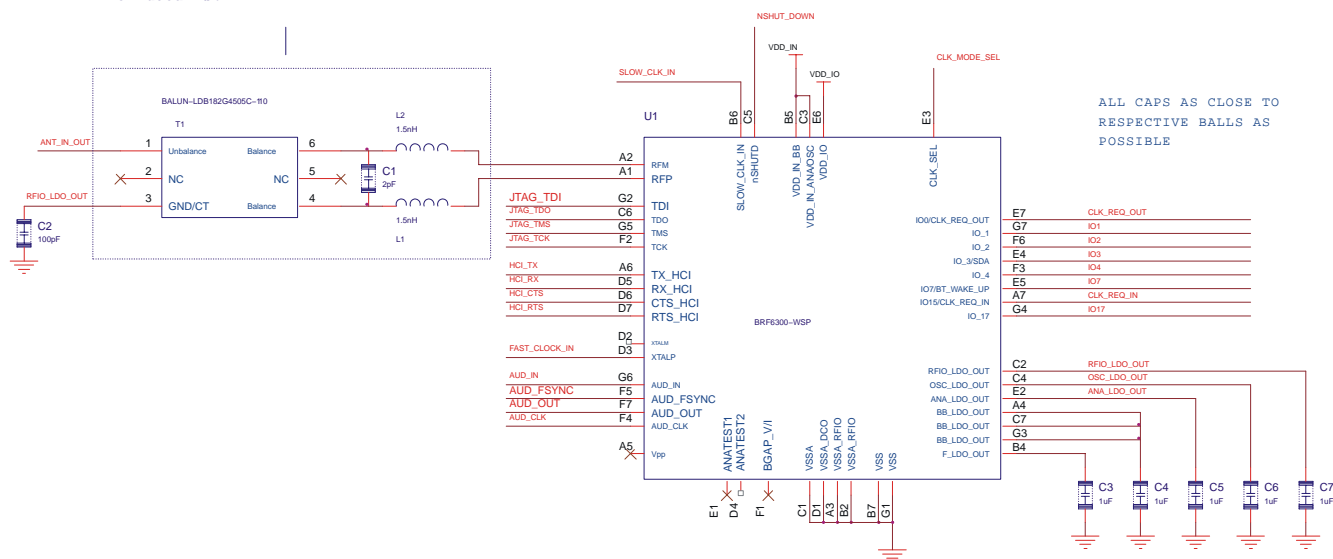 NSHUT_DOWN
VDD_IN
SLOW_CLK_IN
VDD_IO
CLK_MODE_SEL
ALL CAPS AS CLOSE TO
RESPECTIVE BALLS AS
POSSIBLE
BALUN-LDB182G4505C-110
T1
L2
1.5nH
U1
B6
C5
B5
C3
E6
E3
ANT_IN_OUT
1
Unbalance
Balance
6
2
NC
NC
5
RFIO_LDO_OUT
3
GND/CT
Balance
4
C1
2pF
1.5nH
L1
C2
100pF
A2
RFM
A1
RFP
SLOW_CLK_IN
nSHUTD
VDD_IN_BB
VDD_IN_ANA/OSC
VDD_IO
CLK_SEL
JTAG_TDI
G2
TDI
JTAG_TDO
C6
TDO
JTAG_TMS
G5
TMS
JTAG_TCK
F2
TCK
HCI_TX
A6
TX_HCI
HCI_RX
D5
RX_HCI
HCI_CTS
D6
CTS_HCI
HCI_RTS
D7
RTS_HCI
D2
XTALM
FAST_CLOCK_IN
D3
XTALP
AUD_IN
G6
AUD_IN
AUD_FSYNC
F5
AUD_FSYNC
AUD_OUT
F7
AUD_OUT
AUD_CLK
F4
AUD_CLK
A5
Vpp
BRF6300-WSP
IO0/CLK_REQ_OUT
E7
CLK_REQ_OUT
IO_1
G7
IO1
IO_2
F6
IO2
IO_3/SDA
E4
IO3
IO_4
F3
IO4
IO7/BT_WAKE_UP
E5
IO7
IO15/CLK_REQ_IN
A7
CLK_REQ_IN
IO_17
G4
IO17
RFIO_LDO_OUT
C2
RFIO_LDO_OUT
OSC_LDO_OUT
C4
OSC_LDO_OUT
ANA_LDO_OUT
E2
ANA_LDO_OUT
BB_LDO_OUT
A4
BB_LDO_OUT
C7
BB_LDO_OUT
G3
F_LDO_OUT
B4
ANATEST1
ANATEST2
BGAP_V/I
VSSA
VSSA_DCO
VSSA_RFIO
VSSA_RFIO
VSS
VSS
E1
D4
F1
C1
D1
A3
B2
B7
G1
C3
1uF
C4
1uF
C5
1uF
C6
1uF
C7
1uF